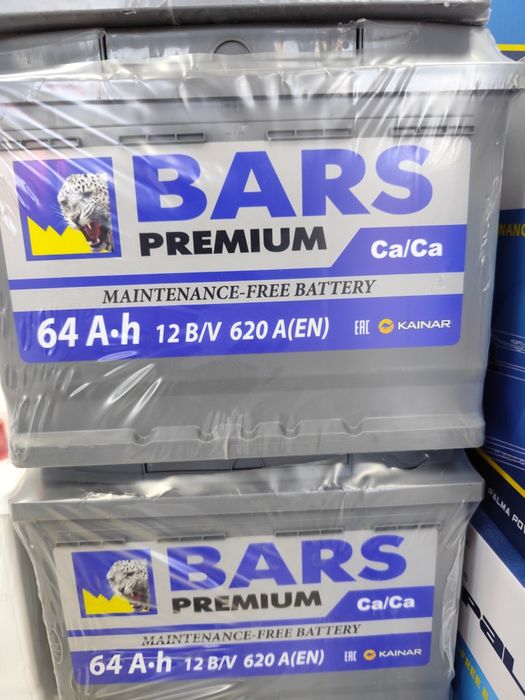 BARS
PREMIUM
Ca/Ca
MAINTENANCE-FREE BATTERY
64 A·h 12 В/V 620 A(EN) EAC KAINAR
BARS
PREMIUM
Ca/Ca
MAINTENANCE-FREE BATTERY
64 A·h 12 В/V 620 A(EN) EAC KAINAR
PALMA